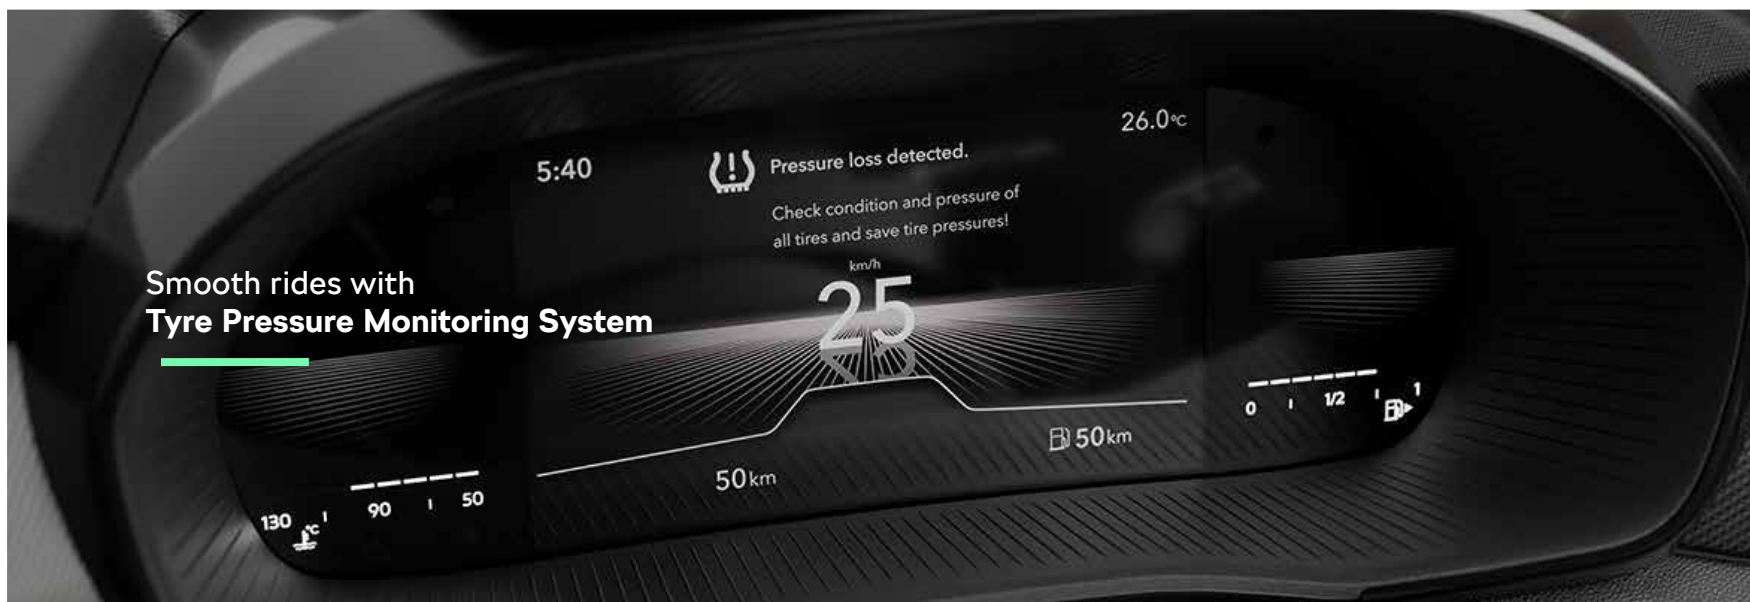 5:40
Pressure loss detected.
26.0°C
Check condition and pressure of
all tires and save tire pressures!
Smooth rides with
Tyre Pressure Monitoring System
km/h
25
0 1/2 1
50km
50km
130 90 50
°C